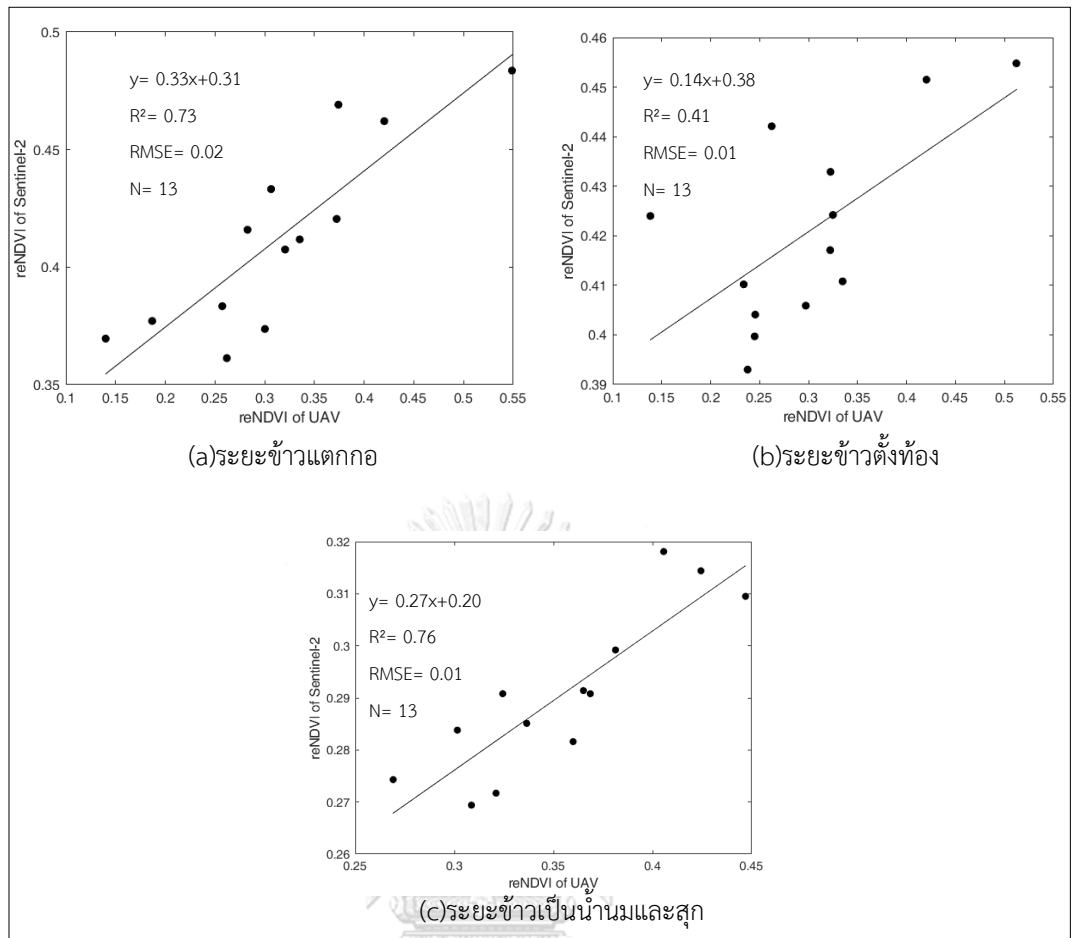 0.5
0.45
0.4
0.35
reNDVI of Sentinel-2
y= 0.33x+0.31
R²= 0.73
RMSE= 0.02
N= 13
0.1 0.15 0.2 0.25 0.3 0.35 0.4 0.45 0.5 0.55
reNDVI of UAV
(a)ระยะข้าวแตกกอ
0.46
0.45
0.44
0.43
0.42
0.41
0.4
0.39
reNDVI of Sentinel-2
y= 0.14x+0.38
R²= 0.41
RMSE= 0.01
N= 13
0.1 0.15 0.2 0.25 0.3 0.35 0.4 0.45 0.5 0.55
reNDVI of UAV
(b)ระยะข้าวตั้งท้อง
0.32
0.31
0.3
0.29
0.28
0.27
0.26
reNDVI of Sentinel-2
y= 0.27x+0.20
R²= 0.76
RMSE= 0.01
N= 13
0.25 0.3 0.35 0.4 0.45
reNDVI of UAV
(c)ระยะข้าวเป็นน้ำนมและสุก